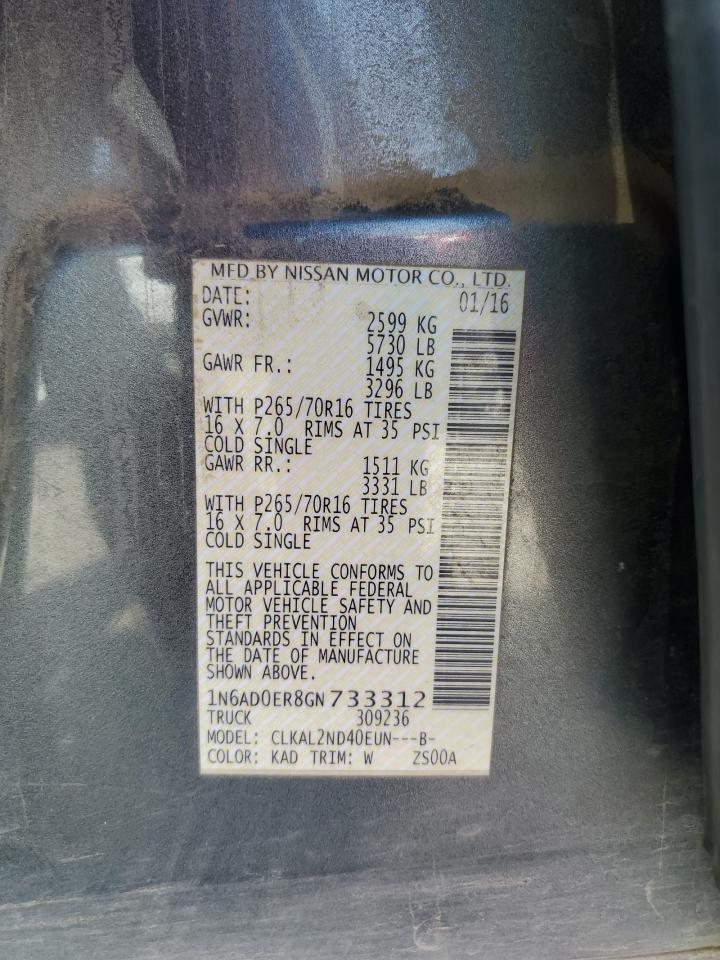 MFD BY NISSAN MOTOR CO., LTD.
DATE: 01/16
GVWR: 2599 KG
5730 LB
GAWR FR.: 1495 KG
3296 LB
WITH P265/70R16 TIRES
16 X 7.0 RIMS AT 35 PSI
COLD SINGLE
GAWR RR.: 1511 KG
3331 LB
WITH P265/70R16 TIRES
16 X 7.0 RIMS AT 35 PSI
COLD SINGLE
THIS VEHICLE CONFORMS TO
ALL APPLICABLE FEDERAL
MOTOR VEHICLE SAFETY AND
THEFT PREVENTION
STANDARDS IN EFFECT ON
THE DATE OF MANUFACTURE
SHOWN ABOVE.
1N6AD0ER8GN733312
TRUCK 309236
MODEL: CLKAL2ND40EUN---B-
COLOR: KAD TRIM: W ZS00A